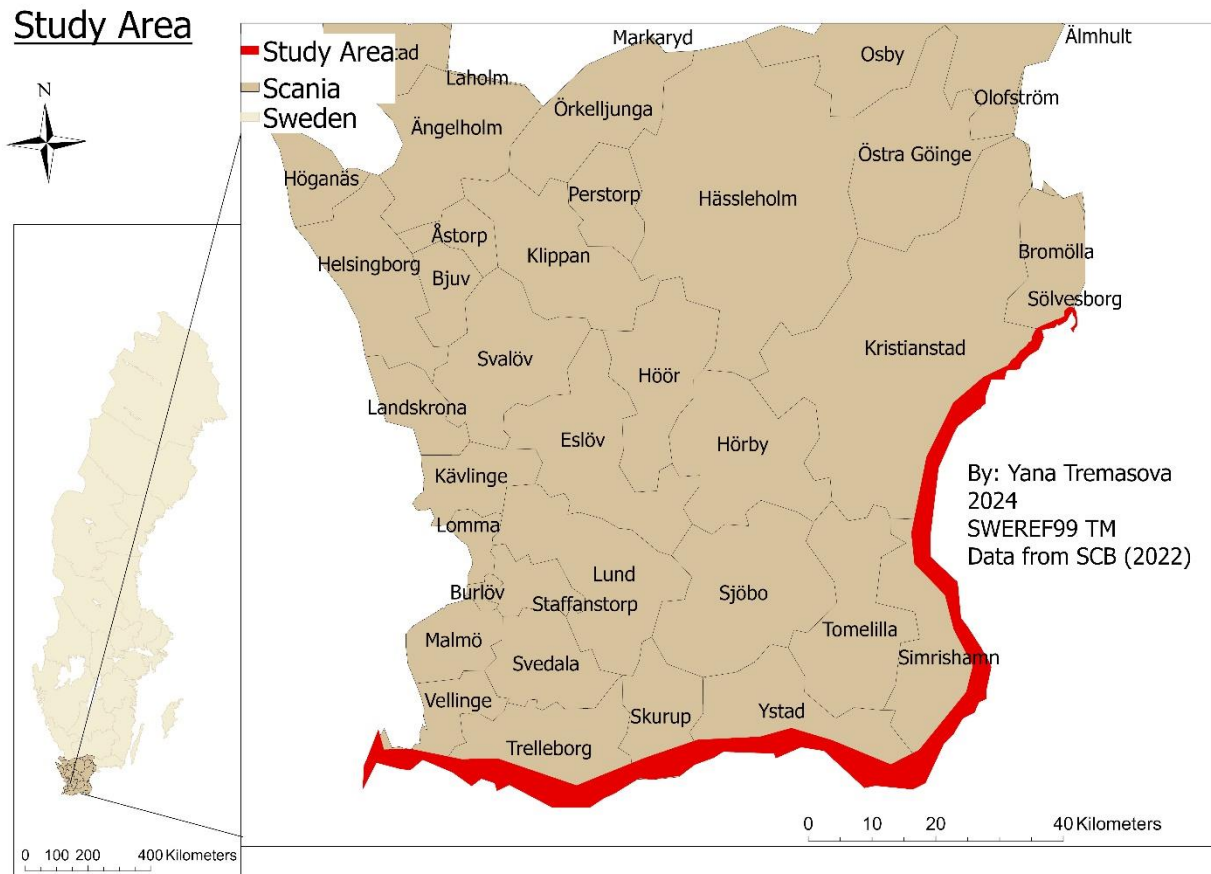 Study Area
N
Study Area
Scania
Sweden
tad
Markaryd
Älmhult
Osby
Laholm
Örkelljunga
Olofström
Ängelholm
Östra Göinge
Höganäs
Perstorp
Hässleholm
Åstorp
Bromölla
Klippan
Helsingborg
Bjuv
Sölvesborg
Kristianstad
Svalöv
Höör
Landskrona
Eslöv
Hörby
Kävlinge
By: Yana Tremasova
2024
SWEREF99 TM
Data from SCB (2022)
Lomma
Lund
Burlöv
Staffanstorp
Sjöbo
Malmö
Tomelilla
Svedala
Simrishamn
Vellinge
Skurup
Ystad
Trelleborg
0 10 20 40 Kilometers
0 100 200 400 Kilometers